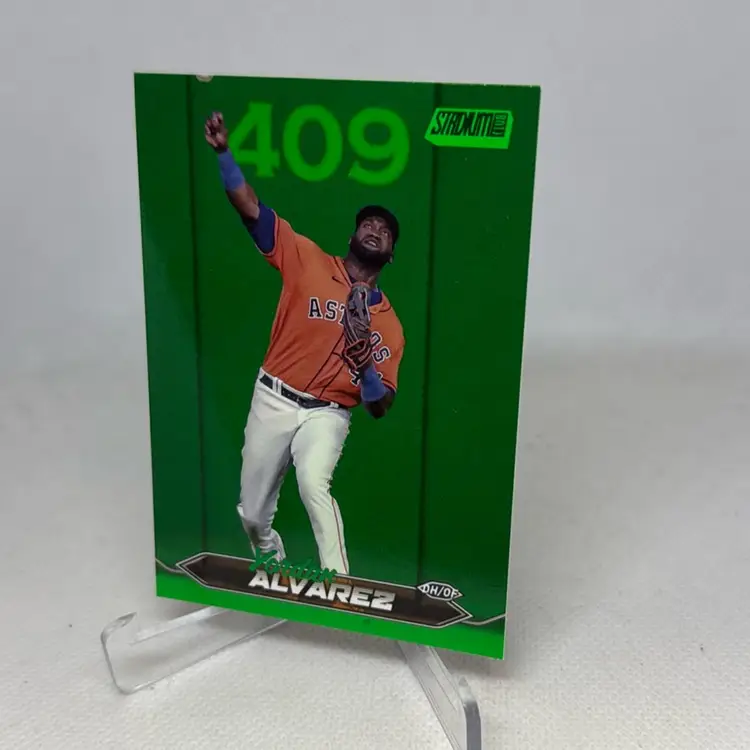 409
STADIUM CLUB
ASTROS
Yordan
ALVAREZ
DH/OF